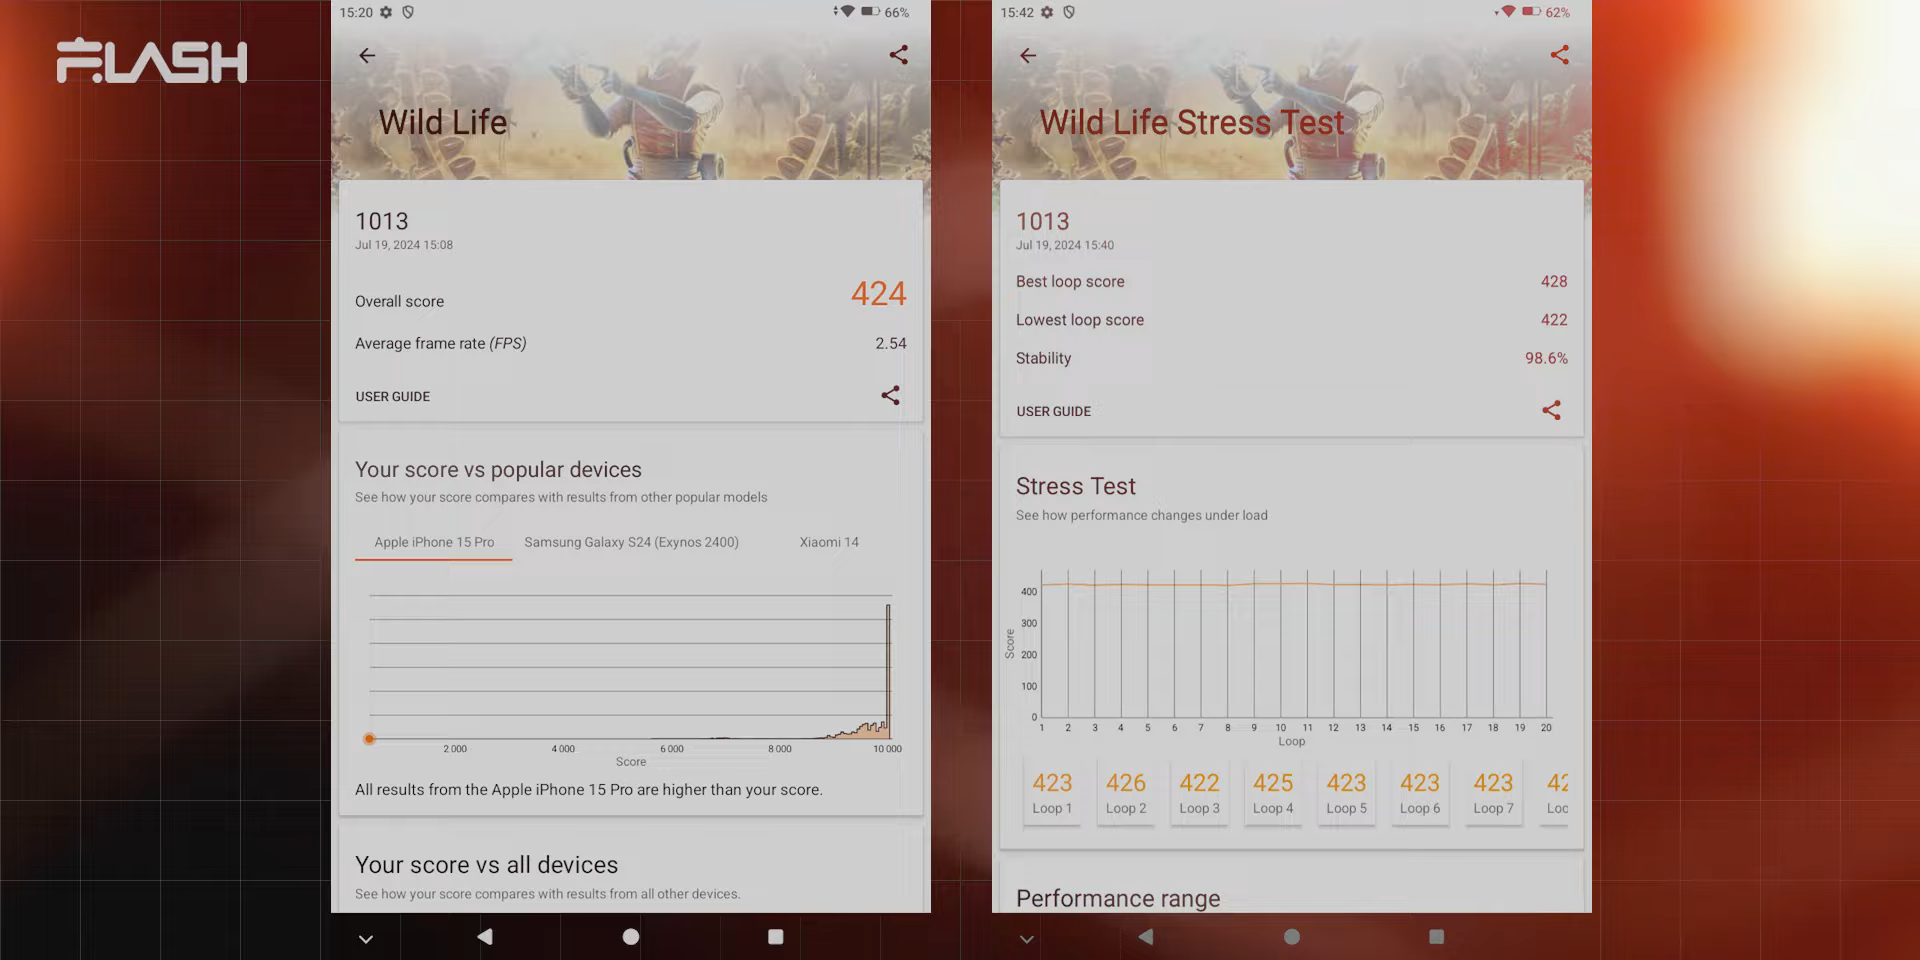 FLASH
15:20
66%
Wild Life
1013
Jul 19, 2024 15:08
Overall score
424
Average frame rate (FPS)
2.54
USER GUIDE
Your score vs popular devices
See how your score compares with results from other popular models
Apple iPhone 15 Pro
Samsung Galaxy S24 (Exynos 2400)
Xiaomi 14
2 000 4 000 6 000 8 000 10 000
Score
All results from the Apple iPhone 15 Pro are higher than your score.
Your score vs all devices
See how your score compares with results from all other devices.
15:42
62%
Wild Life Stress Test
1013
Jul 19, 2024 15:40
Best loop score
428
Lowest loop score
422
Stability
98.6%
USER GUIDE
Stress Test
See how performance changes under load
Score
400
300
200
100
0
1 2 3 4 5 6 7 8 9 10 11 12 13 14 15 16 17 18 19 20
Loop
423 426 422 425 423 423 423
Loop 1 Loop 2 Loop 3 Loop 4 Loop 5 Loop 6 Loop 7
Performance range